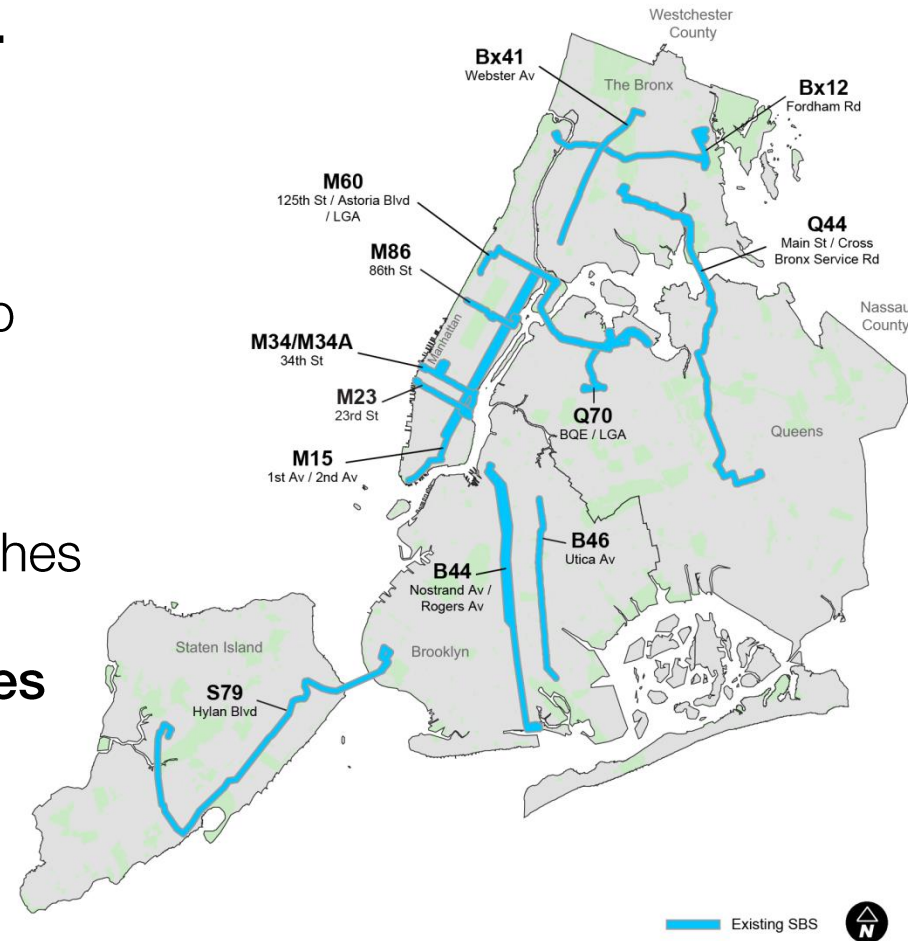 Westchester
County
Bx41
Webster Av
The Bronx
Bx12
Fordham Rd
M60
125th St / Astoria Blvd
/ LGA
M86
86th St
Q44
Main St / Cross
Bronx Service Rd
Nassau
County
Manhattan
M34/M34A
34th St
M23
23rd St
Q70
BQE / LGA
Queens
M15
1st Av / 2nd Av
hes
B46
Utica Av
B44
Nostrand Av /
Rogers Av
Staten Island
Brooklyn
es
S79
Hylan Blvd
Existing SBS
N